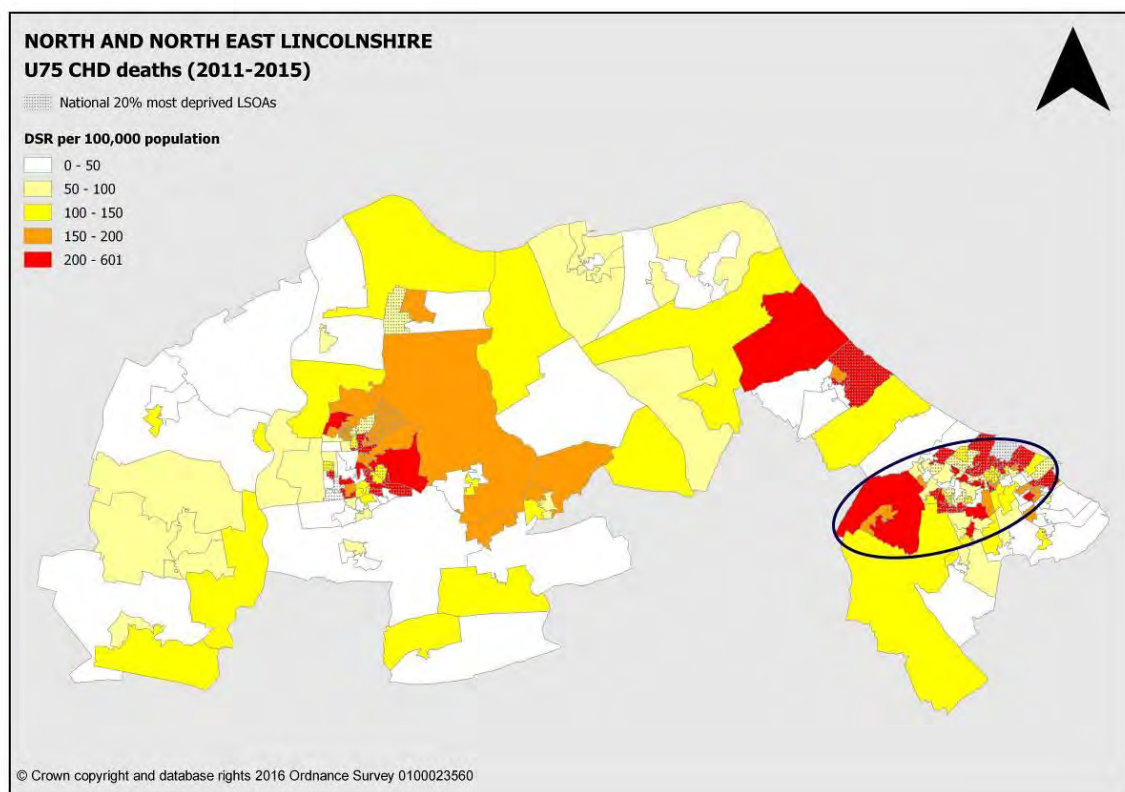 NORTH AND NORTH EAST LINCOLNSHIRE
U75 CHD deaths (2011-2015)
National 20% most deprived LSOAs
DSR per 100,000 population
0 - 50
50 - 100
100 - 150
150 - 200
200 - 601
© Crown copyright and database rights 2016 Ordnance Survey 0100023560